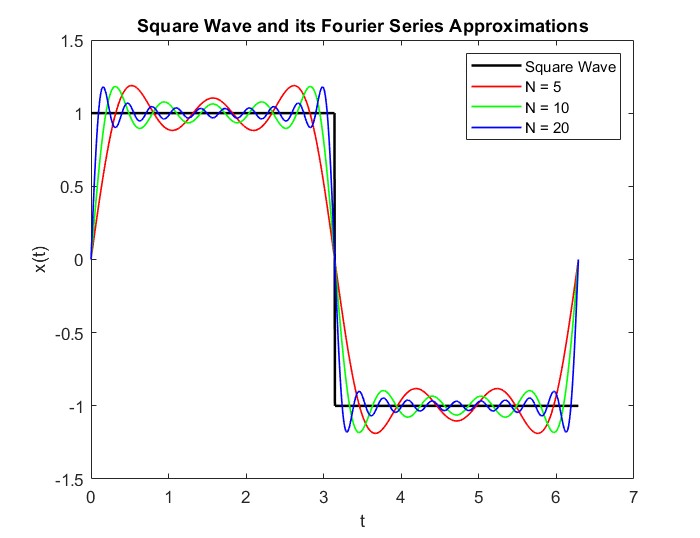 Square Wave and its Fourier Series Approximations
1.5
1
0.5
0
-0.5
-1
-1.5
x(t)
Square Wave
N = 5
N = 10
N = 20
0 1 2 3 4 5 6 7
t